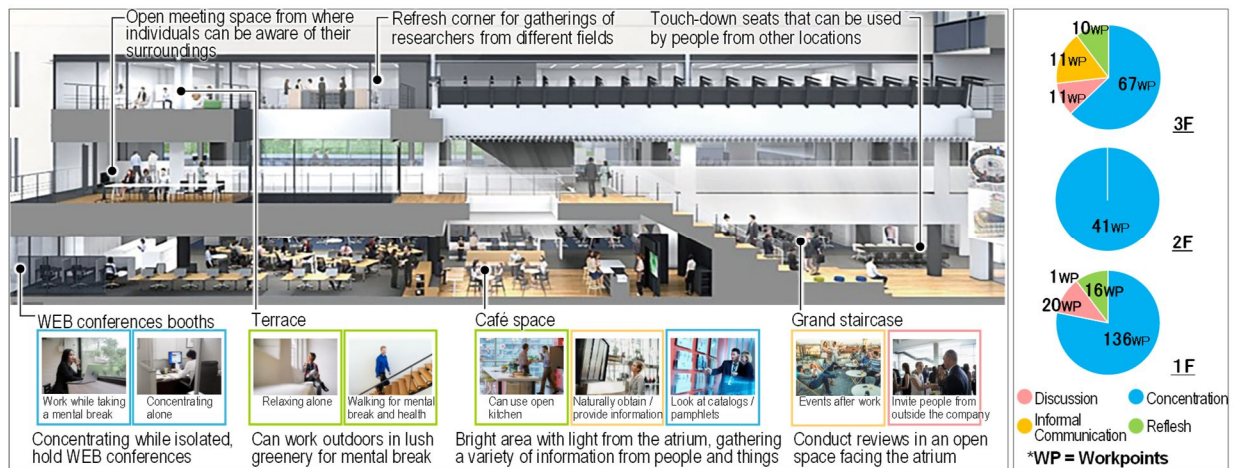 Open meeting space from where
individuals can be aware of their
surroundings
Refresh corner for gatherings of
researchers from different fields
Touch-down seats that can be used
by people from other locations
WEB conferences booths
Work while taking
a mental break
Concentrating
alone
Concentrating while isolated,
hold WEB conferences
Terrace
Relaxing alone
Walking for mental
break and health
Can work outdoors in lush
greenery for mental break
Café space
Can use open
kitchen
Naturally obtain /
provide information
Look at catalogs /
pamphlets
Bright area with light from the atrium, gathering
a variety of information from people and things
Grand staircase
Events after work
Invite people from
outside the company
Conduct reviews in an open
space facing the atrium
10WP
11WP
11WP
67WP
3F
41WP
2F
1WP
16WP
20WP
136WP
1F
Discussion
Concentration
Informal
Communication
Reflesh
*WP = Workpoints